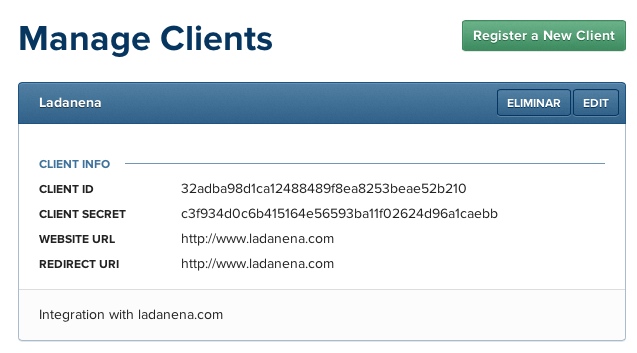 Manage Clients
Register a New Client
Ladanena
ELIMINAR
EDIT
CLIENT INFO
CLIENT ID 32adba98d1ca12488489f8ea8253beae52b210
CLIENT SECRET c3f934d0c6b415164e56593ba11f02624d96a1caebb
WEBSITE URL http://www.ladanena.com
REDIRECT URI http://www.ladanena.com
Integration with ladanena.com